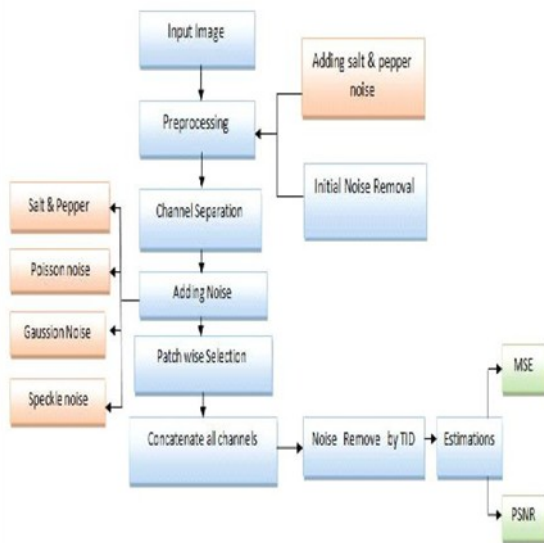 Input Image
Adding salt & pepper
noise
Preprocessing
Initial Noise Removal
Salt & Pepper
Channel Separation
Poisson noise
Adding Noise
Gaussion Noise
Patch wise Selection
MSE
Speckle noise
Concatenate all channels
Noise Remove by TID
Estimations
PSNR